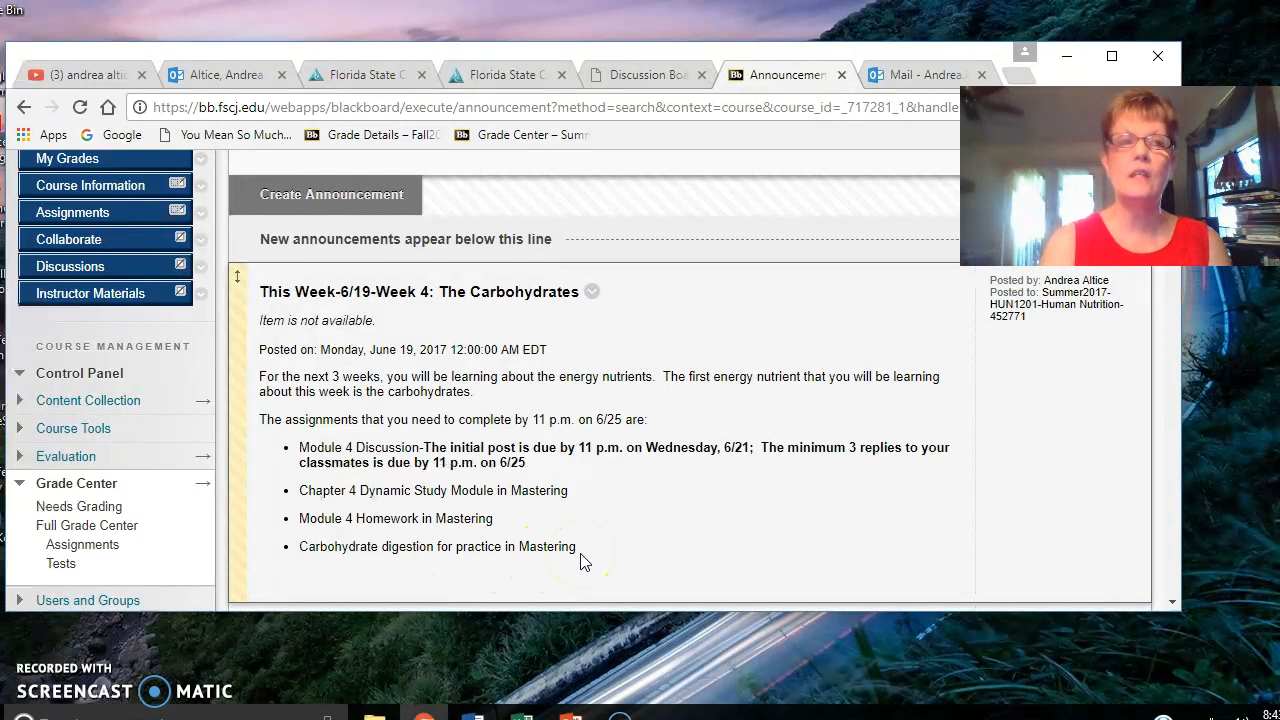 Bin
(3) andrea altic
Altice, Andrea
Florida State C
Florida State C
Discussion Boa
Bb Announcemen
Mail - Andrea
https://bb.fscj.edu/webapps/blackboard/execute/announcement?method=search&context=course&course_id=_717281_1&handle
Apps
Google
You Mean So Much...
Bb Grade Details – Fall20
Bb Grade Center – Sum
My Grades
Course Information
Assignments
Collaborate
Discussions
Instructor Materials
COURSE MANAGEMENT
Control Panel
Content Collection
Course Tools
Evaluation
Grade Center
Needs Grading
Full Grade Center
Assignments
Tests
Users and Groups
Create Announcement
New announcements appear below this line
This Week-6/19-Week 4: The Carbohydrates
Item is not available.
Posted on: Monday, June 19, 2017 12:00:00 AM EDT
For the next 3 weeks, you will be learning about the energy nutrients. The first energy nutrient that you will be learning
about this week is the carbohydrates.
The assignments that you need to complete by 11 p.m. on 6/25 are:
• Module 4 Discussion-The initial post is due by 11 p.m. on Wednesday, 6/21; The minimum 3 replies to your
classmates is due by 11 p.m. on 6/25
• Chapter 4 Dynamic Study Module in Mastering
• Module 4 Homework in Mastering
• Carbohydrate digestion for practice in Mastering
Posted by: Andrea Altice
Posted to: Summer2017-
HUN1201-Human Nutrition-
452771
RECORDED WITH
SCREENCAST MATIC